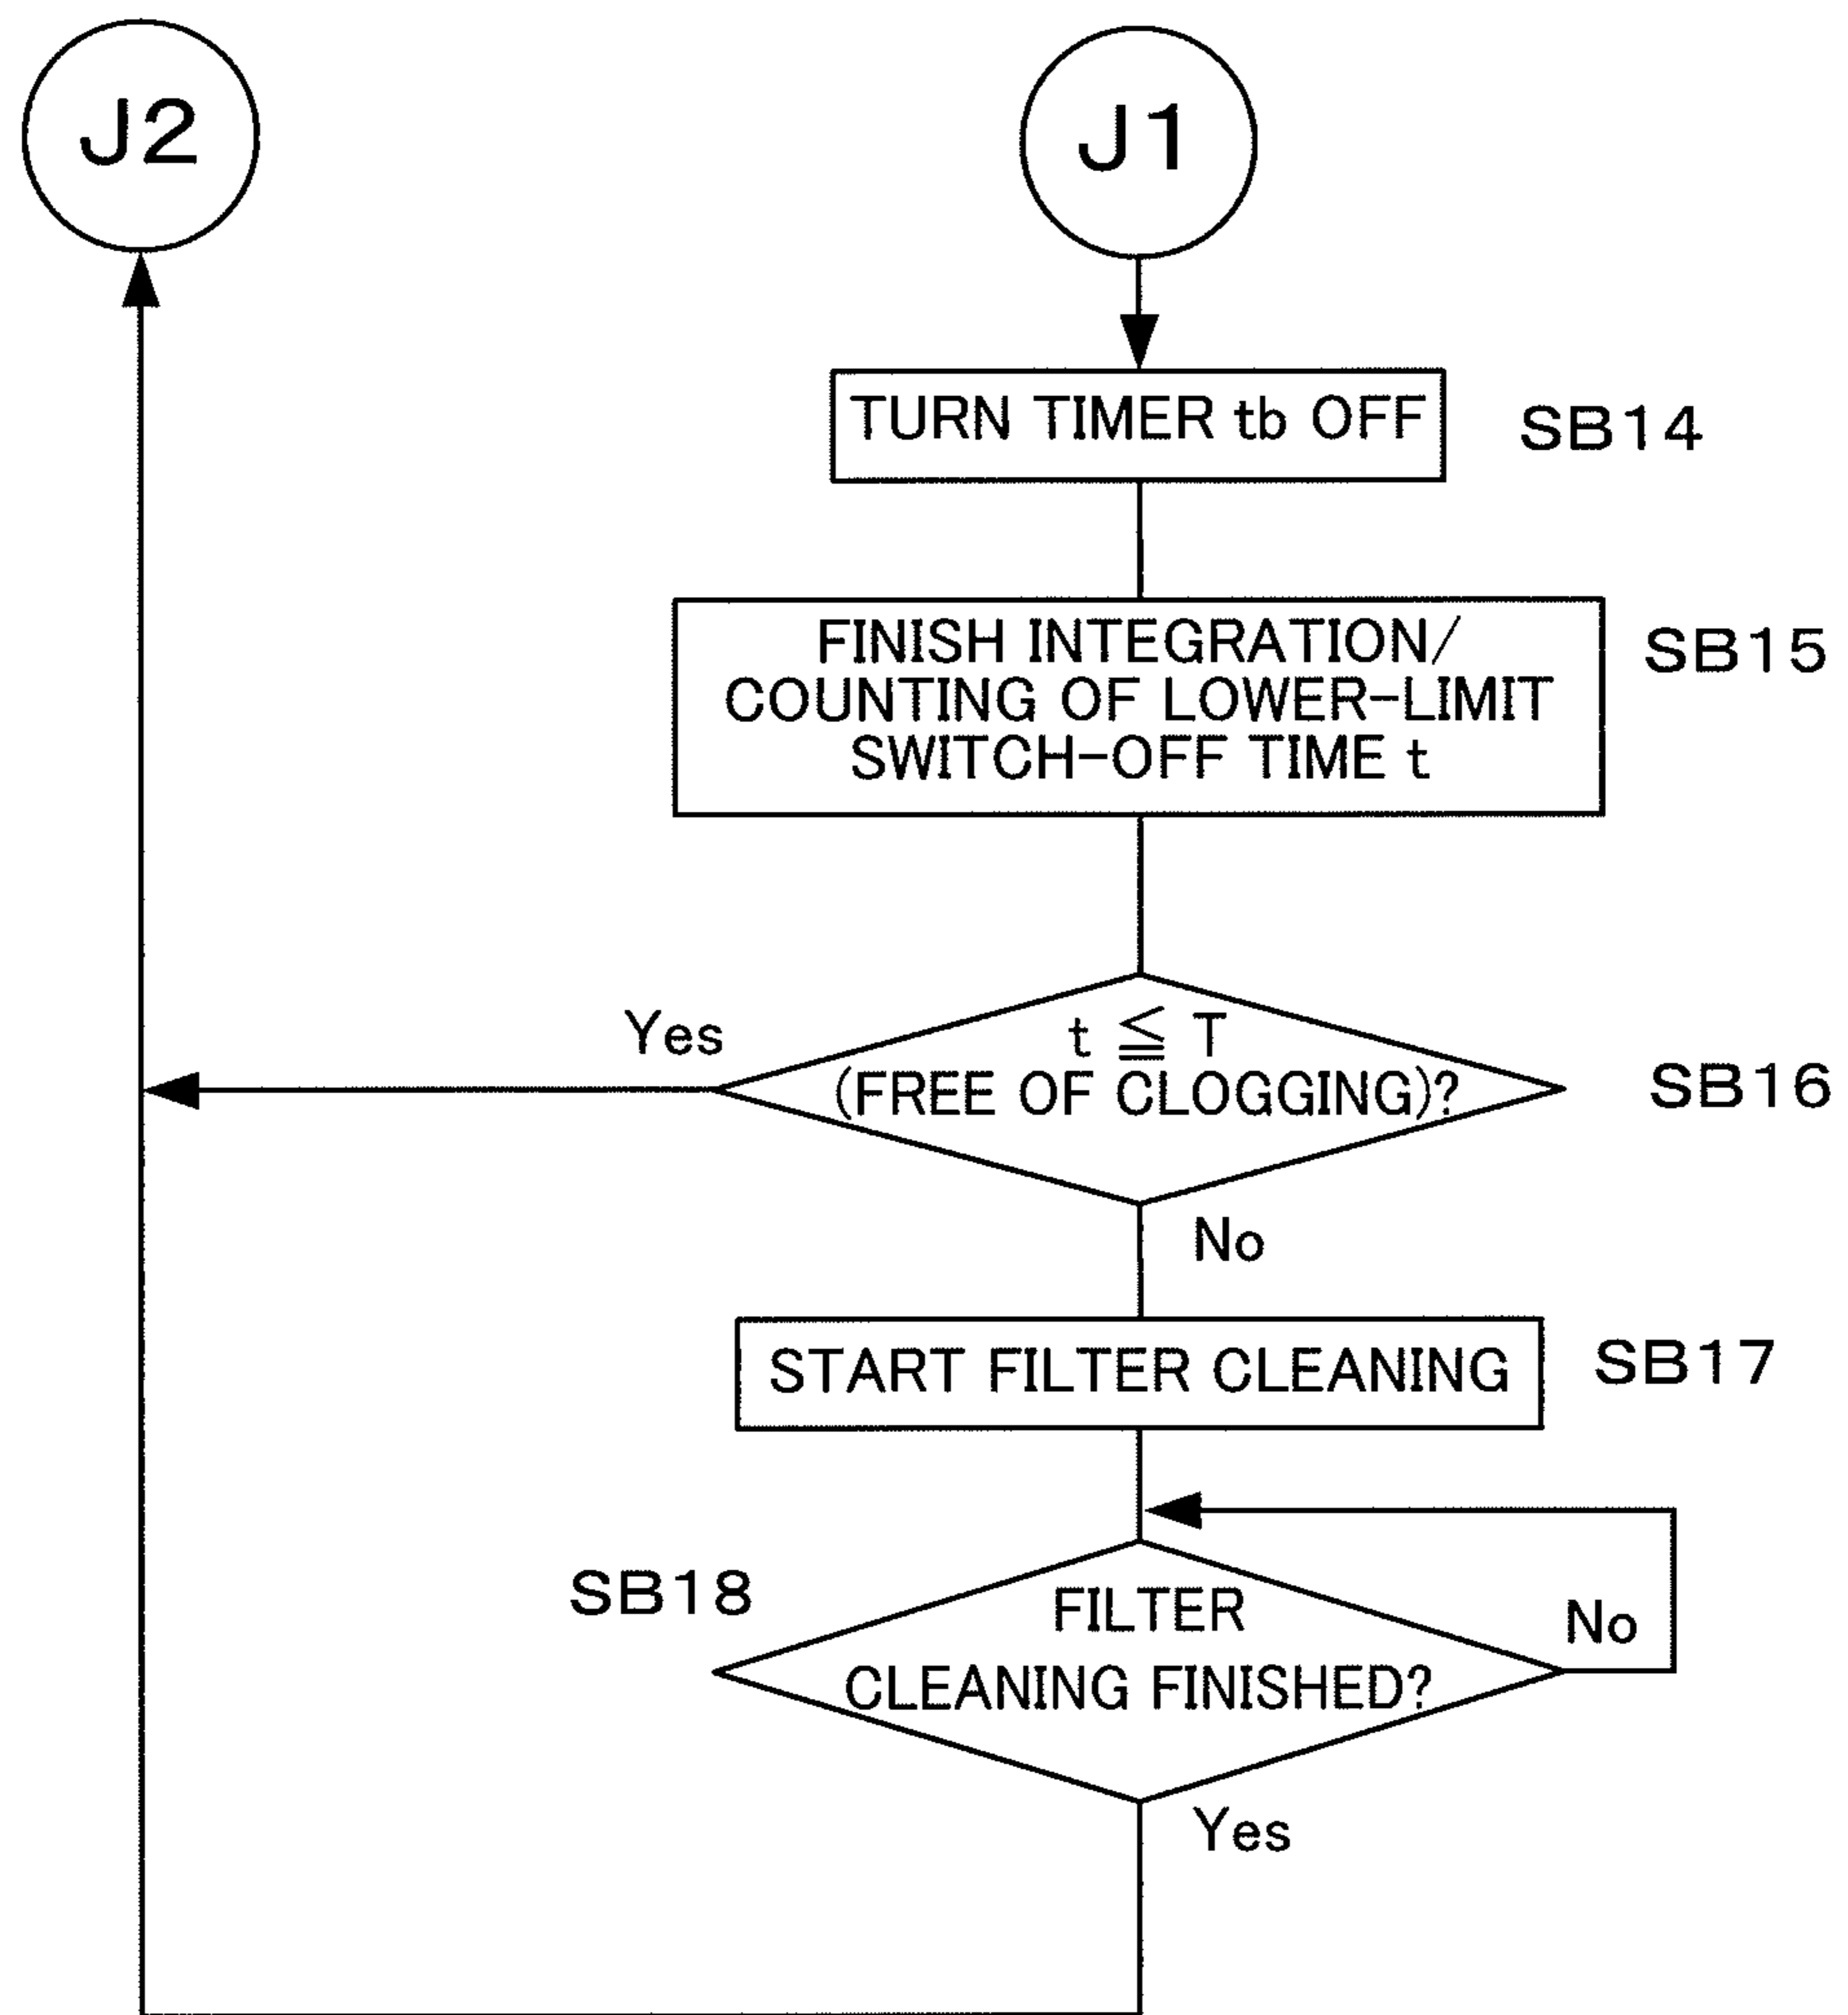 J2
J1
TURN TIMER tb OFF
SB14
FINISH INTEGRATION/
COUNTING OF LOWER-LIMIT
SWITCH-OFF TIME t
SB15
Yes
t ≦ T
(FREE OF CLOGGING)?
SB16
No
START FILTER CLEANING
SB17
SB18
FILTER
CLEANING FINISHED?
No
Yes